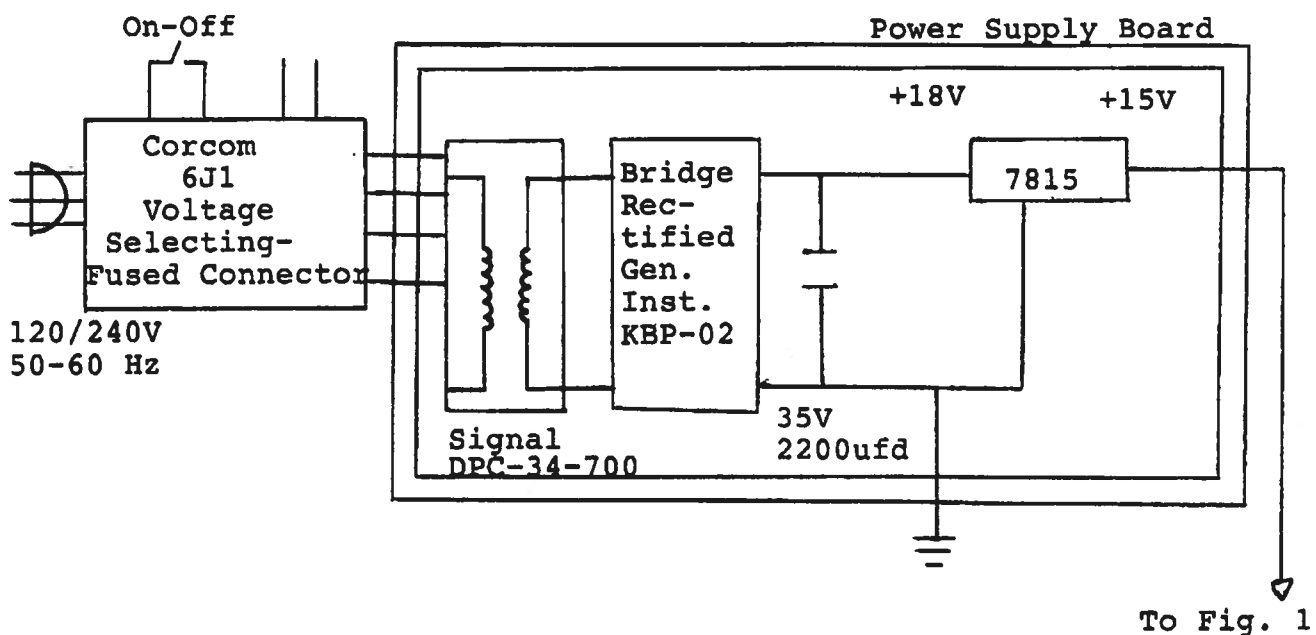 On-Off
Power Supply Board
+18V
+15V
Corcom
6J1
Voltage
Selecting-
Fused Connector
120/240V
50-60 Hz
Signal
DPC-34-700
Bridge
Rec-
tified
Gen.
Inst.
KBP-02
35V
2200ufd
7815
To Fig. 1